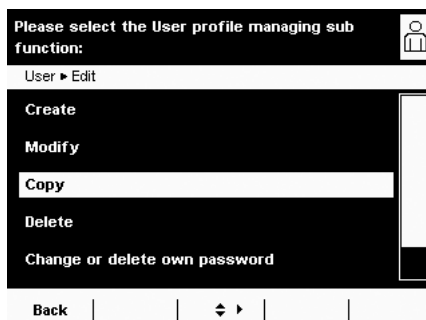 Please select the User profile managing sub
function:
User ▸ Edit
Create
Modify
Copy
Delete
Change or delete own password
Back